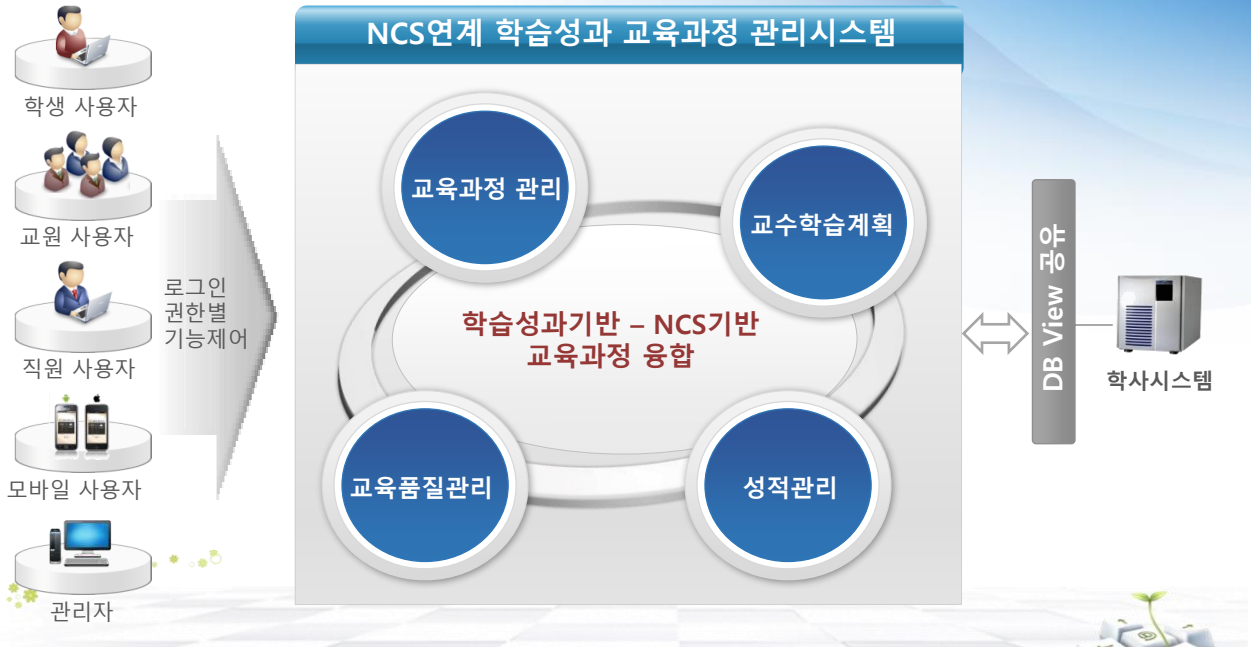 NCS연계 학습성과 교육과정 관리시스템
학생 사용자
교원 사용자
직원 사용자
모바일 사용자
관리자
로그인
권한별
기능제어
교육과정 관리
교수학습계획
학습성과기반 – NCS기반
교육과정 융합
교육품질관리
성적관리
DB View 공유
학사시스템